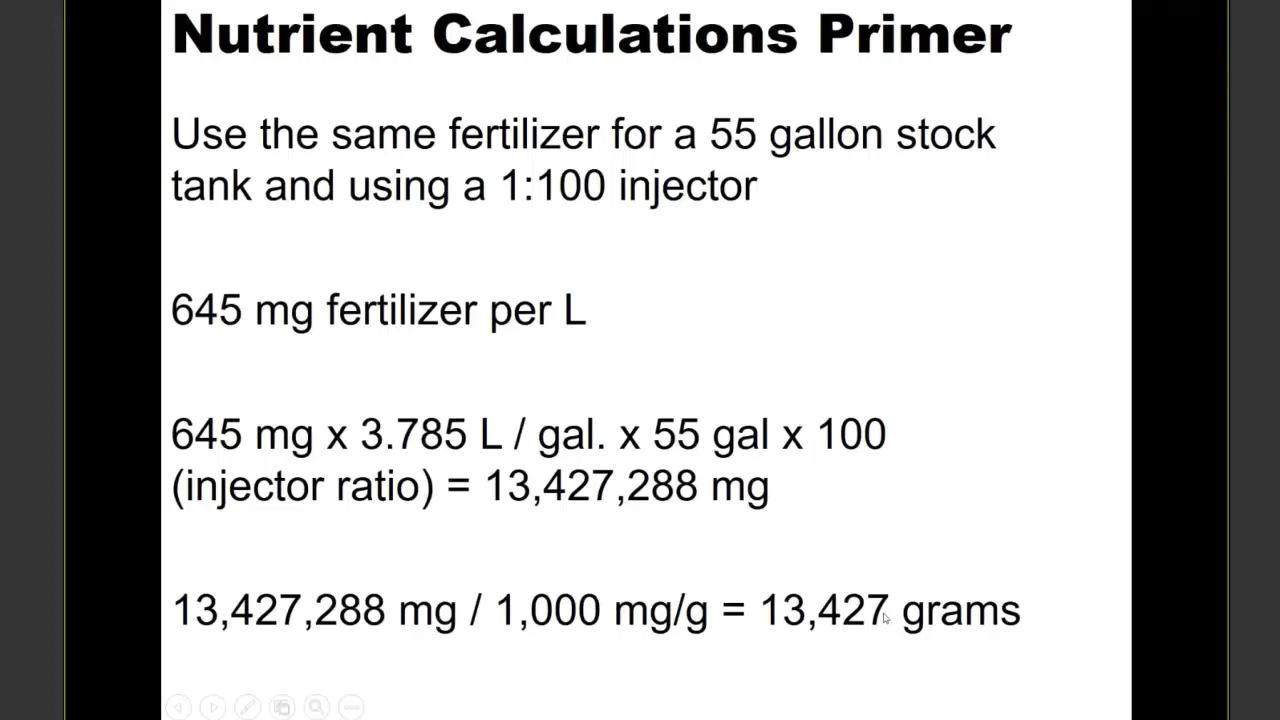 Nutrient Calculations Primer
Use the same fertilizer for a 55 gallon stock
tank and using a 1:100 injector
645 mg fertilizer per L
645 mg x 3.785 L / gal. x 55 gal x 100
(injector ratio) = 13,427,288 mg
13,427,288 mg / 1,000 mg/g = 13,427 grams